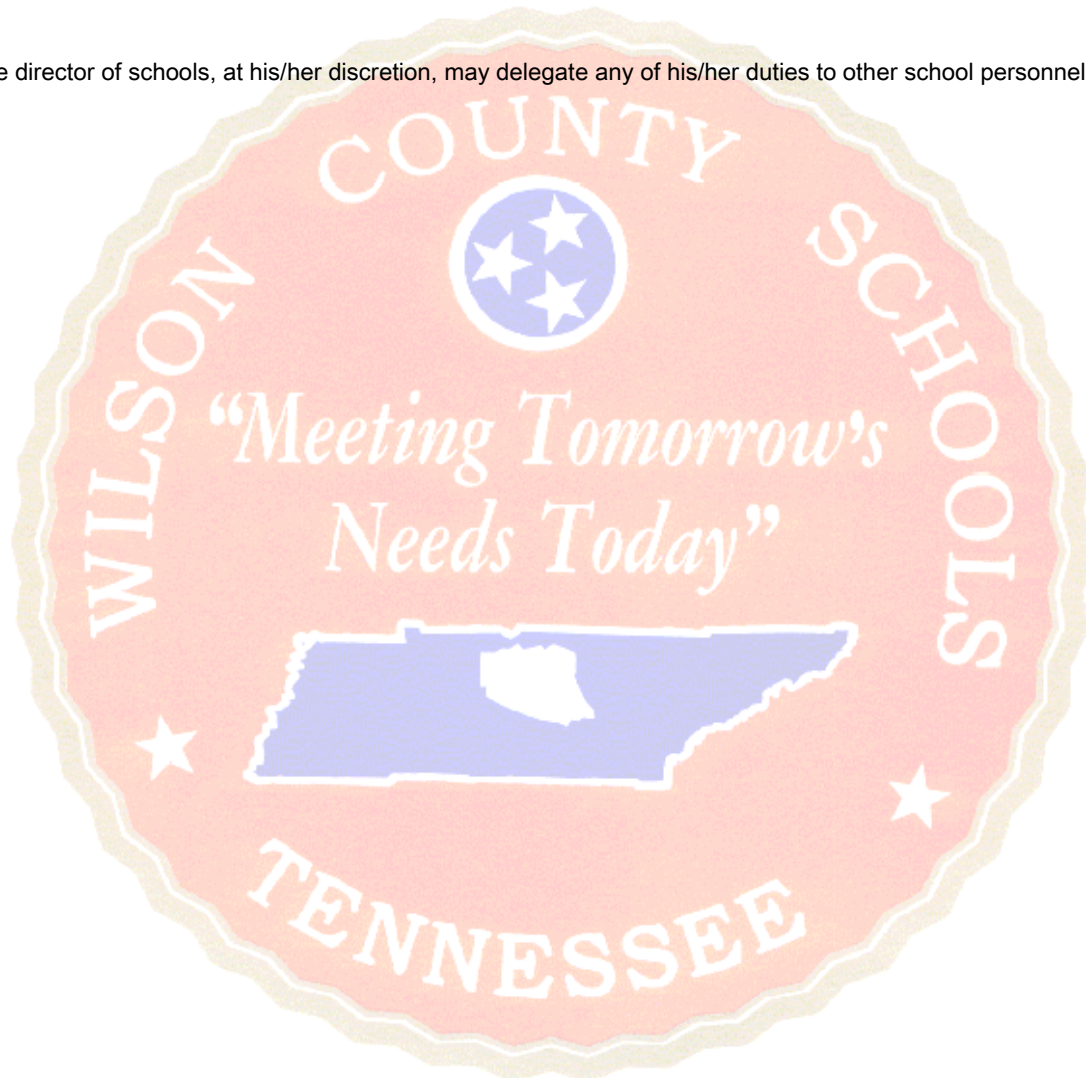 e director of schools, at his/her discretion, may delegate any of his/her duties to other school personnel
WILSON COUNTY SCHOOLS
“Meeting Tomorrow’s
Needs Today”
TENNESSEE